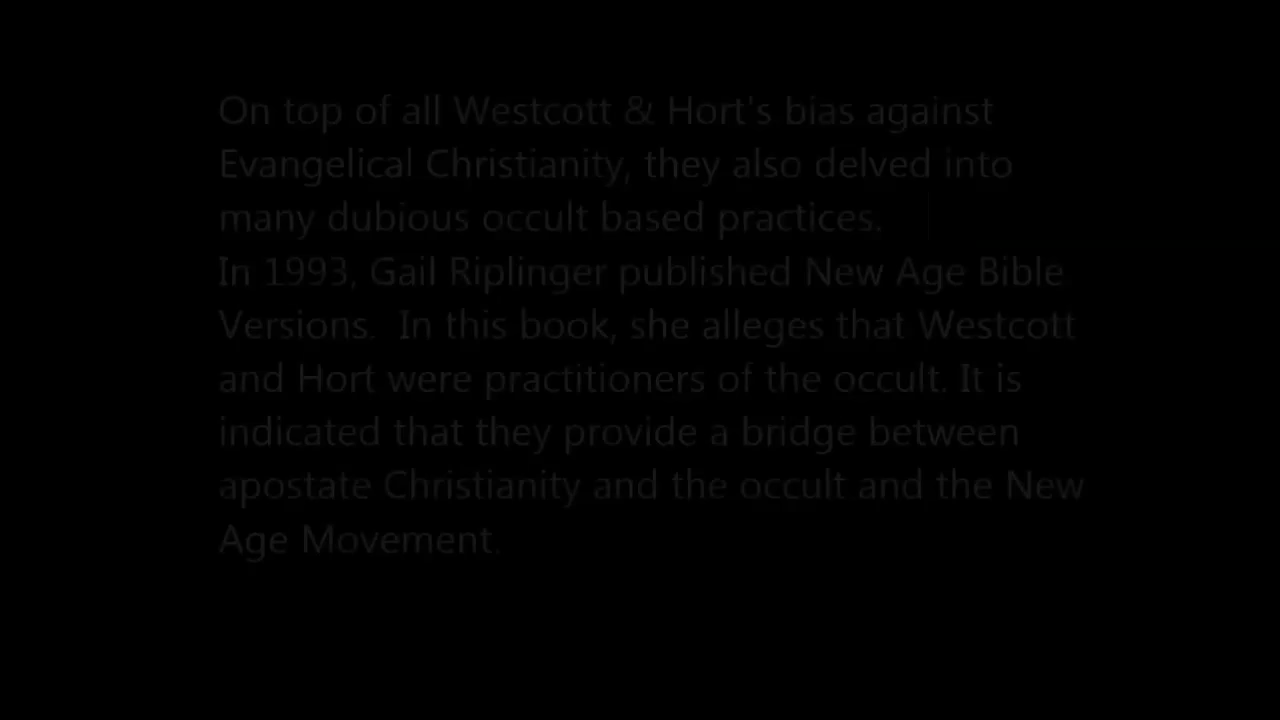 On top of all Westcott & Hort's bias against
Evangelical Christianity, they also delved into
many dubious occult based practices.
In 1993, Gail Riplinger published New Age Bible
Versions.  In this book, she alleges that Westcott
and Hort were practitioners of the occult. It is
indicated that they provide a bridge between
apostate Christianity and the occult and the New
Age Movement.